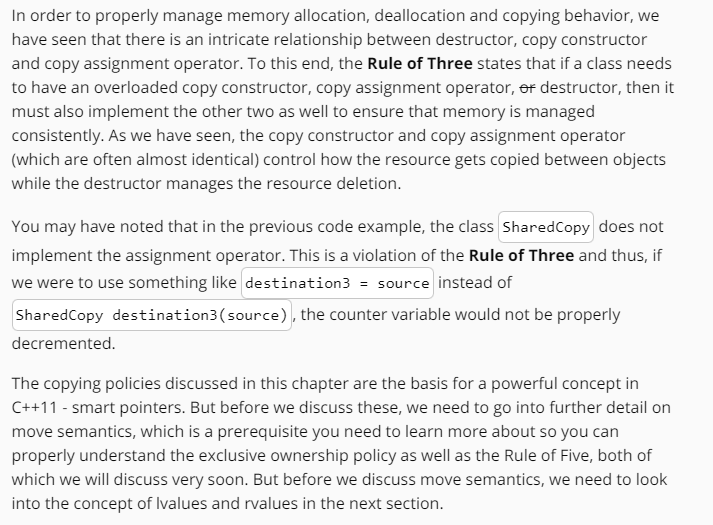 In order to properly manage memory allocation, deallocation and copying behavior, we
have seen that there is an intricate relationship between destructor, copy constructor
and copy assignment operator. To this end, the Rule of Three states that if a class needs
to have an overloaded copy constructor, copy assignment operator, or destructor, then it
must also implement the other two as well to ensure that memory is managed
consistently. As we have seen, the copy constructor and copy assignment operator
(which are often almost identical) control how the resource gets copied between objects
while the destructor manages the resource deletion.
You may have noted that in the previous code example, the class SharedCopy does not
implement the assignment operator. This is a violation of the Rule of Three and thus, if
we were to use something like destination3 = source instead of
SharedCopy destination3(source), the counter variable would not be properly
decremented.
The copying policies discussed in this chapter are the basis for a powerful concept in
C++11 - smart pointers. But before we discuss these, we need to go into further detail on
move semantics, which is a prerequisite you need to learn more about so you can
properly understand the exclusive ownership policy as well as the Rule of Five, both of
which we will discuss very soon. But before we discuss move semantics, we need to look
into the concept of lvalues and rvalues in the next section.